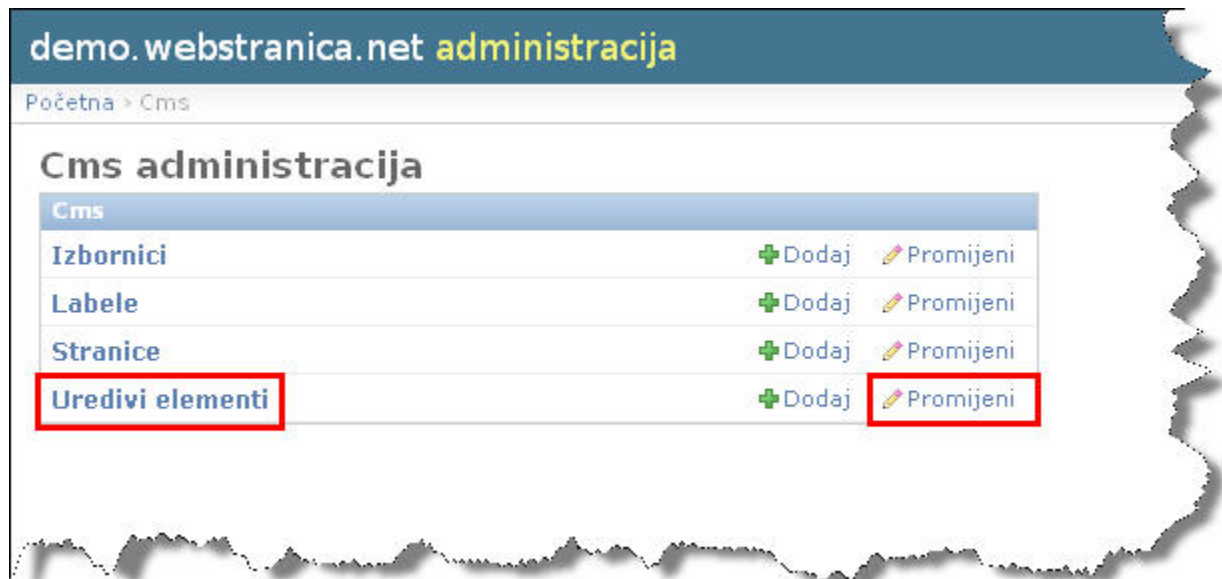 demo.webstranica.net administracija
Početna › Cms
Cms administracija
Cms
Izbornici Dodaj Promijeni
Labele Dodaj Promijeni
Stranice Dodaj Promijeni
Uredivi elementi Dodaj Promijeni